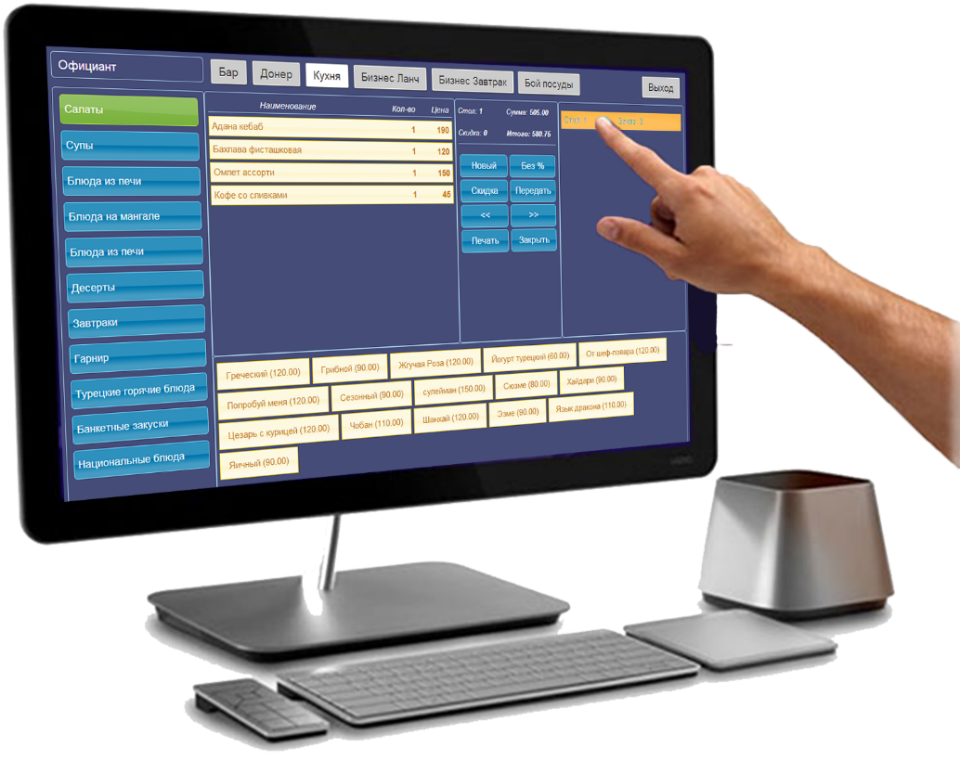 Официант
Бар Донер Кухня Бизнес Ланч Бизнес Завтрак Бой посуды Выход
Салаты
Супы
Блюда из печи
Блюда на мангале
Блюда из печи
Десерты
Завтраки
Гарнир
Турецкие горячие блюда
Банкетные закуски
Национальные блюда
Наименование Кол-во Цена
Адана кебаб 1 190
Бахлава фисташковая 1 120
Омлет ассорти 1 150
Кофе со сливками 1 45
Стол: 1 Сумма: 505.00
Скидка: 0 Итого: 580.75
Новый Без %
Скидка Передать
<< >>
Печать Закрыть
Греческий (120.00) Грибной (90.00) Жгучая Роза (120.00) Йогурт турецкий (60.00) От шеф-повара (120.00)
Попробуй меня (120.00) Сезонный (90.00) сулейман (150.00) Сюзме (80.00) Хайдари (90.00)
Цезарь с курицей (120.00) Чобан (110.00) Шанхай (120.00) Эзме (90.00) Язык дракона (110.00)
Яичный (90.00)